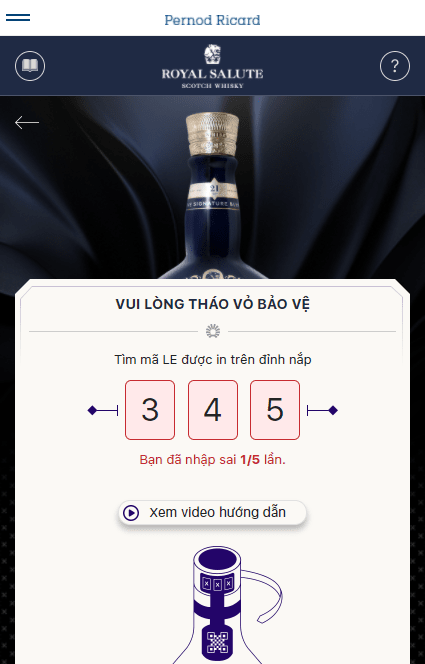 Pernod Ricard
ROYAL SALUTE
SCOTCH WHISKY
?
21
SIGNATURE
VUI LÒNG THÁO VỎ BẢO VỆ
Tìm mã LE được in trên đỉnh nắp
3 4 5
Bạn đã nhập sai 1/5 lần.
Xem video hướng dẫn
X X X